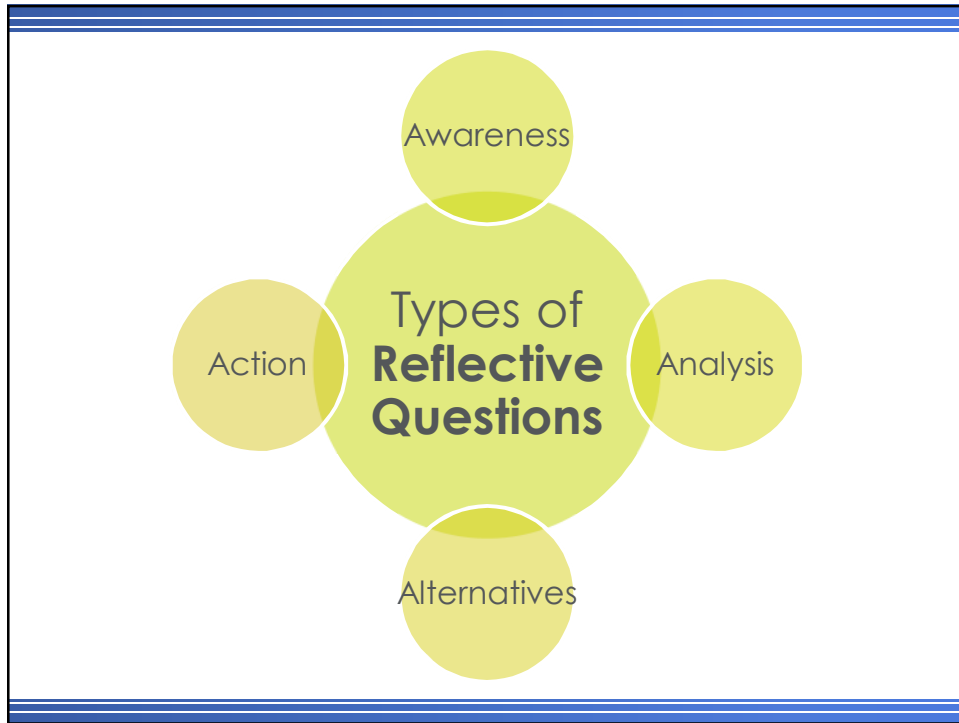 Awareness
Types of
Reflective
Questions
Action
Analysis
Alternatives